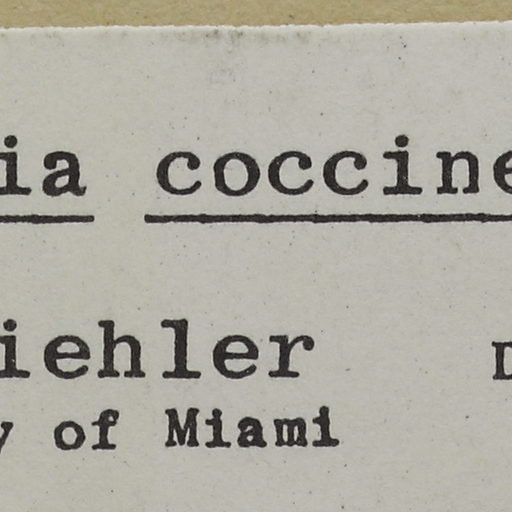 ia coccine
iehler D
y of Miami